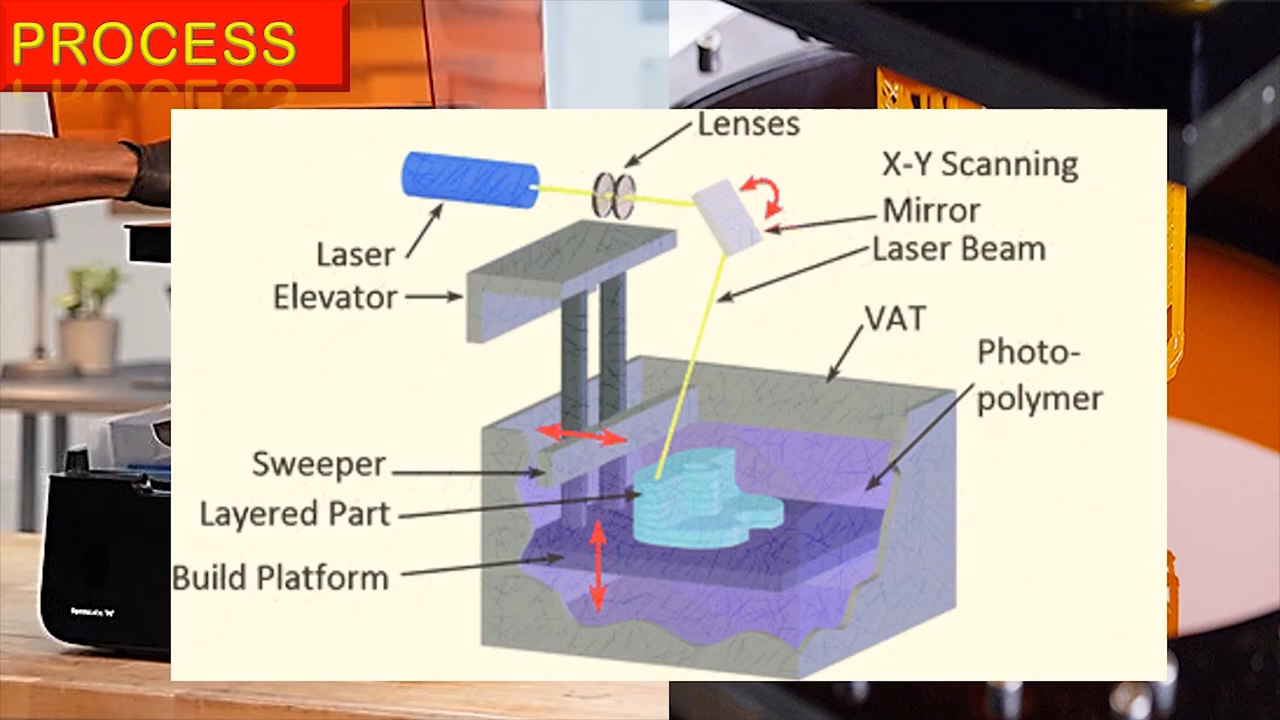 PROCESS
Lenses
X-Y Scanning
Mirror
Laser Beam
Laser
Elevator
VAT
Photo-
polymer
Sweeper
Layered Part
Build Platform